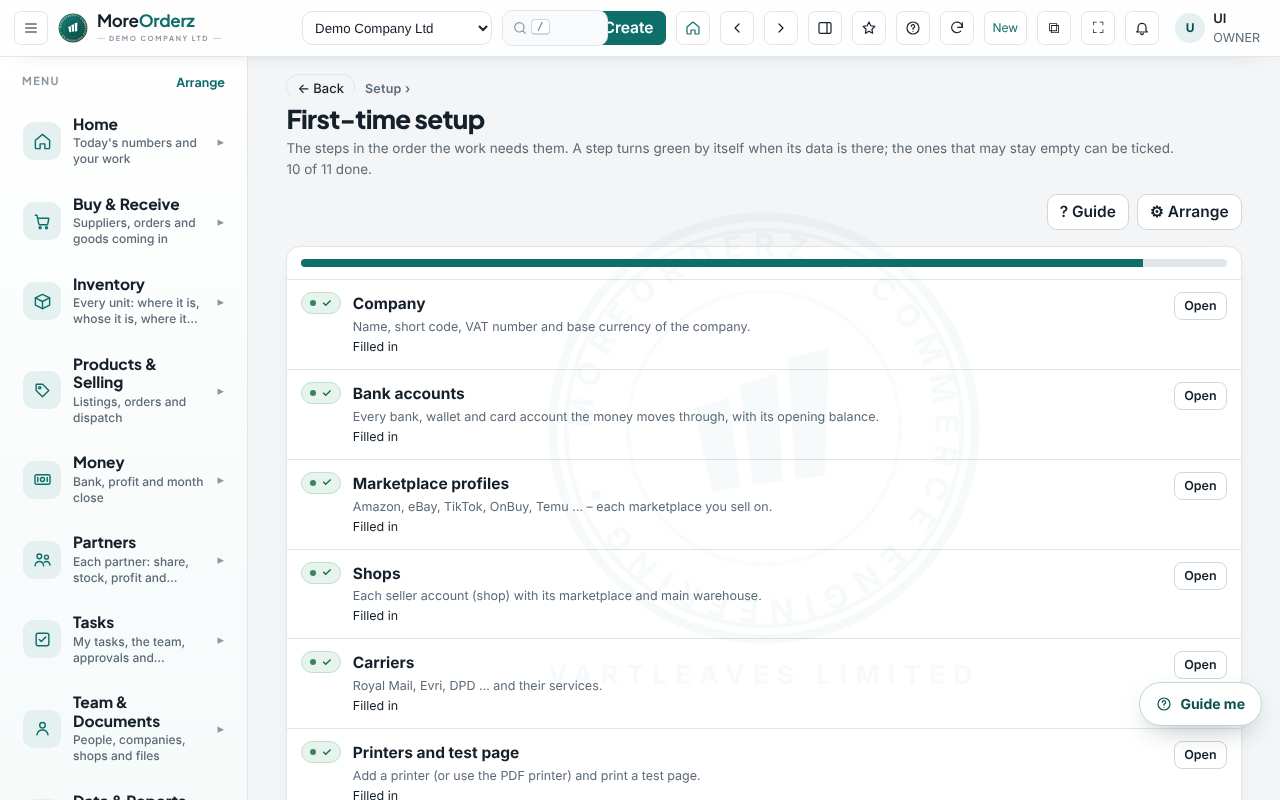 MoreOrderz
— DEMO COMPANY LTD —
Demo Company Ltd
/
Create
New
U
UI
OWNER
MENU
Arrange
Home
Today's numbers and
your work
Buy & Receive
Suppliers, orders and
goods coming in
Inventory
Every unit: where it is,
whose it is, where it...
Products &
Selling
Listings, orders and
dispatch
Money
Bank, profit and month
close
Partners
Each partner: share,
stock, profit and...
Tasks
My tasks, the team,
approvals and...
Team &
Documents
People, companies,
shops and files
Data & Reports
← Back
Setup ›
First-time setup
The steps in the order the work needs them. A step turns green by itself when its data is there; the ones that may stay empty can be ticked.
10 of 11 done.
? Guide
⚙ Arrange
Company
Name, short code, VAT number and base currency of the company.
Filled in
Open
Bank accounts
Every bank, wallet and card account the money moves through, with its opening balance.
Filled in
Open
Marketplace profiles
Amazon, eBay, TikTok, OnBuy, Temu ... – each marketplace you sell on.
Filled in
Open
Shops
Each seller account (shop) with its marketplace and main warehouse.
Filled in
Open
Carriers
Royal Mail, Evri, DPD ... and their services.
Filled in
Open
Printers and test page
Add a printer (or use the PDF printer) and print a test page.
Filled in
Open
Guide me
MOREORDERZ · COMMERCE ENGINEERING ·
VARTLEAVES LIMITED